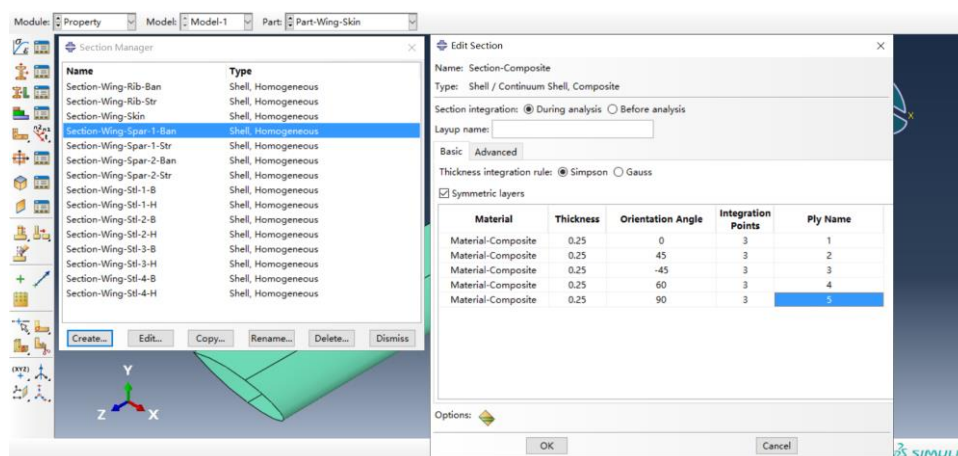 Module: Property Model: Model-1 Part: Part-Wing-Skin
Section Manager
Name Type
Section-Wing-Rib-Ban Shell, Homogeneous
Section-Wing-Rib-Str Shell, Homogeneous
Section-Wing-Skin Shell, Homogeneous
Section-Wing-Spar-1-Ban Shell, Homogeneous
Section-Wing-Spar-1-Str Shell, Homogeneous
Section-Wing-Spar-2-Ban Shell, Homogeneous
Section-Wing-Spar-2-Str Shell, Homogeneous
Section-Wing-Stl-1-B Shell, Homogeneous
Section-Wing-Stl-1-H Shell, Homogeneous
Section-Wing-Stl-2-B Shell, Homogeneous
Section-Wing-Stl-2-H Shell, Homogeneous
Section-Wing-Stl-3-B Shell, Homogeneous
Section-Wing-Stl-3-H Shell, Homogeneous
Section-Wing-Stl-4-B Shell, Homogeneous
Section-Wing-Stl-4-H Shell, Homogeneous
Create... Edit... Copy... Rename... Delete... Dismiss
(XYZ)
Y
Z X
Edit Section
Name: Section-Composite
Type: Shell / Continuum Shell, Composite
Section integration: During analysis Before analysis
Layup name:
Basic Advanced
Thickness integration rule: Simpson Gauss
Symmetric layers
Material Thickness Orientation Angle Integration Points Ply Name
Material-Composite 0.25 0 3 1
Material-Composite 0.25 45 3 2
Material-Composite 0.25 -45 3 3
Material-Composite 0.25 60 3 4
Material-Composite 0.25 90 3 5
Options:
OK Cancel
X
SIMULI